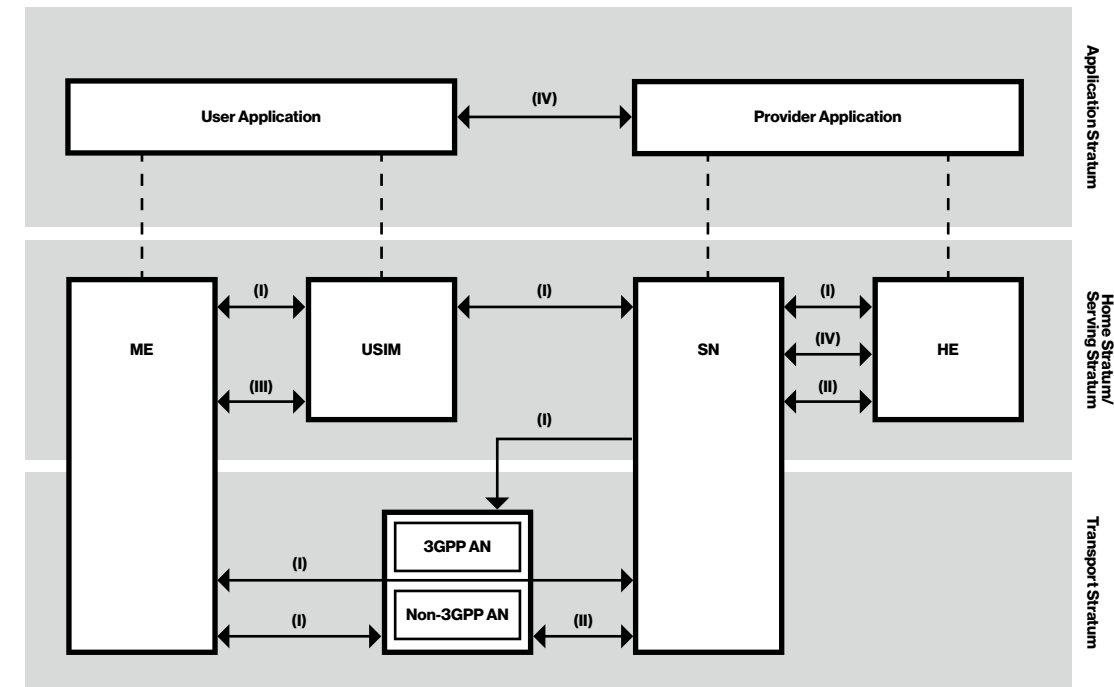 Application Stratum
(IV)
User Application
Provider Application
Home Stratum/
Serving Stratum
(I)
(I)
(I)
ME
USIM
SN
(IV)
HE
(III)
(II)
(I)
Transport Stratum
3GPP AN
(I)
Non-3GPP AN
(I)
(II)